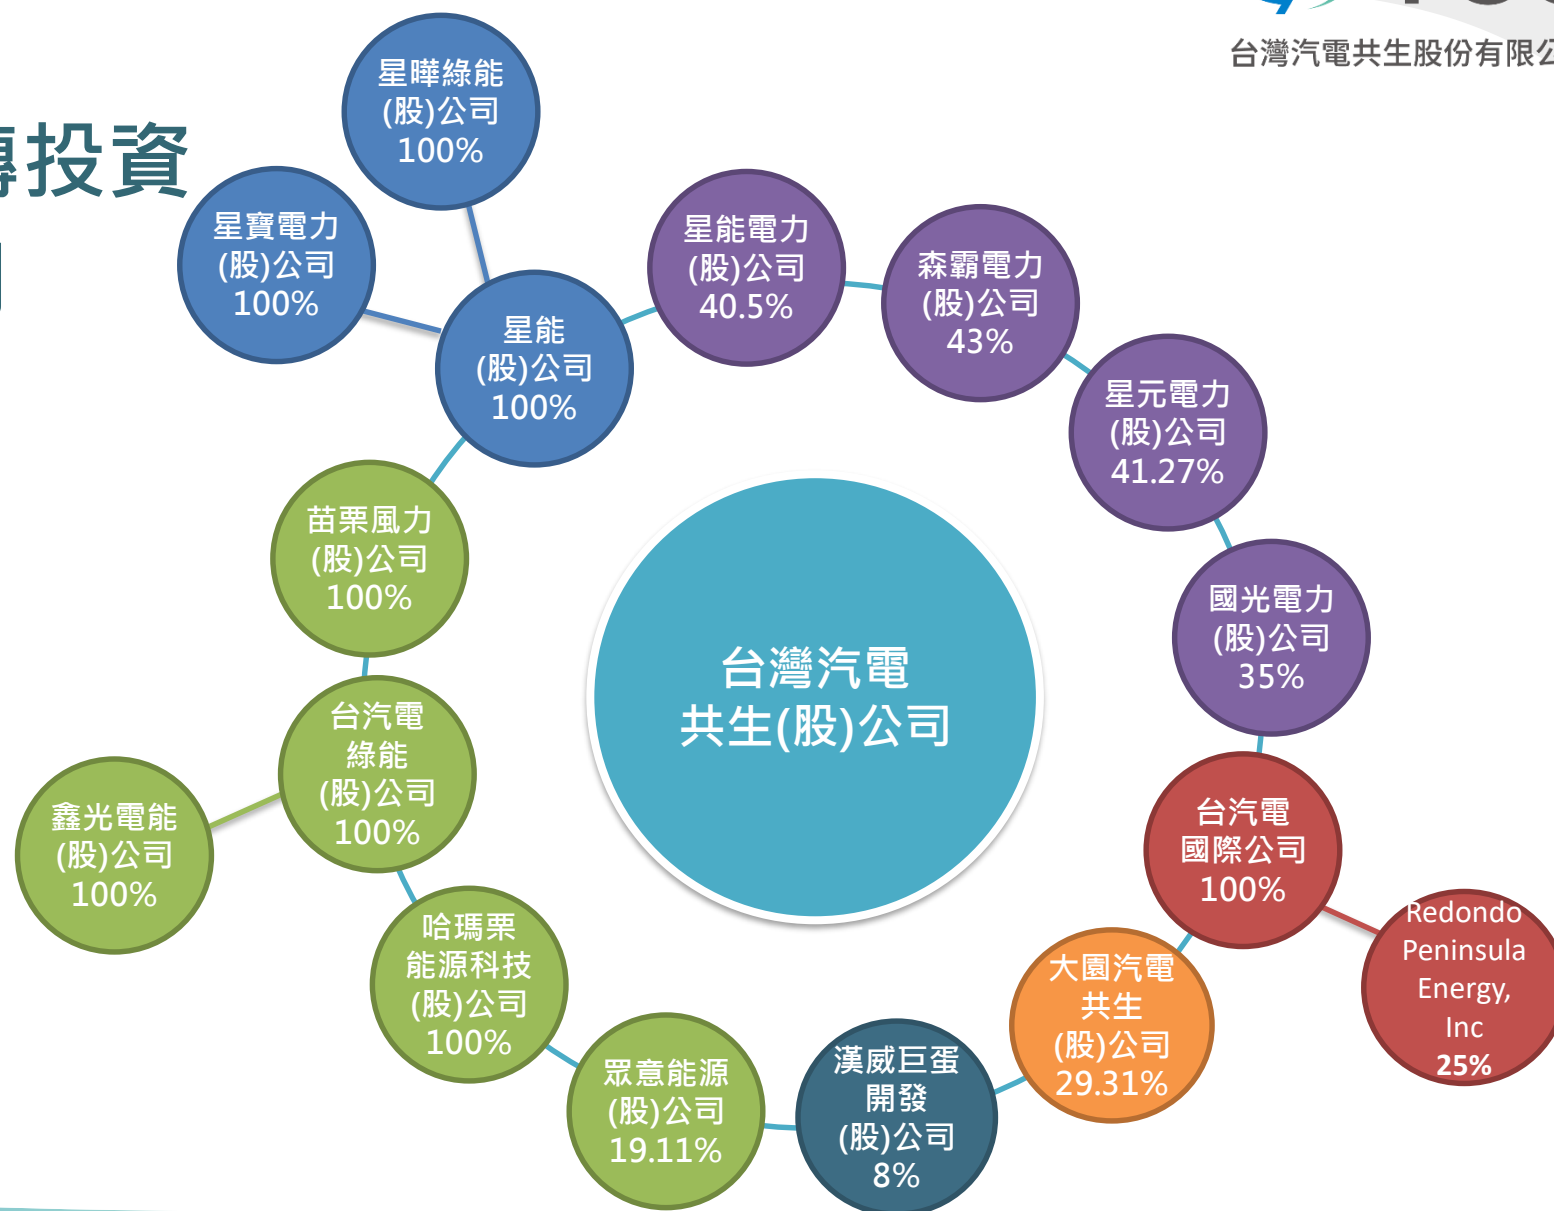 台灣汽電共生股份有限公
投資
星曄綠能
(股)公司
100%
星寶電力
(股)公司
100%
星能
(股)公司
100%
星能電力
(股)公司
40.5%
森霸電力
(股)公司
43%
星元電力
(股)公司
41.27%
國光電力
(股)公司
35%
台汽電
國際公司
100%
Redondo
Peninsula
Energy,
Inc
25%
大園汽電
共生
(股)公司
29.31%
漢威巨蛋
開發
(股)公司
8%
眾意能源
(股)公司
19.11%
哈瑪栗
能源科技
(股)公司
100%
台汽電
綠能
(股)公司
100%
鑫光電能
(股)公司
100%
苗栗風力
(股)公司
100%
台灣汽電
共生(股)公司